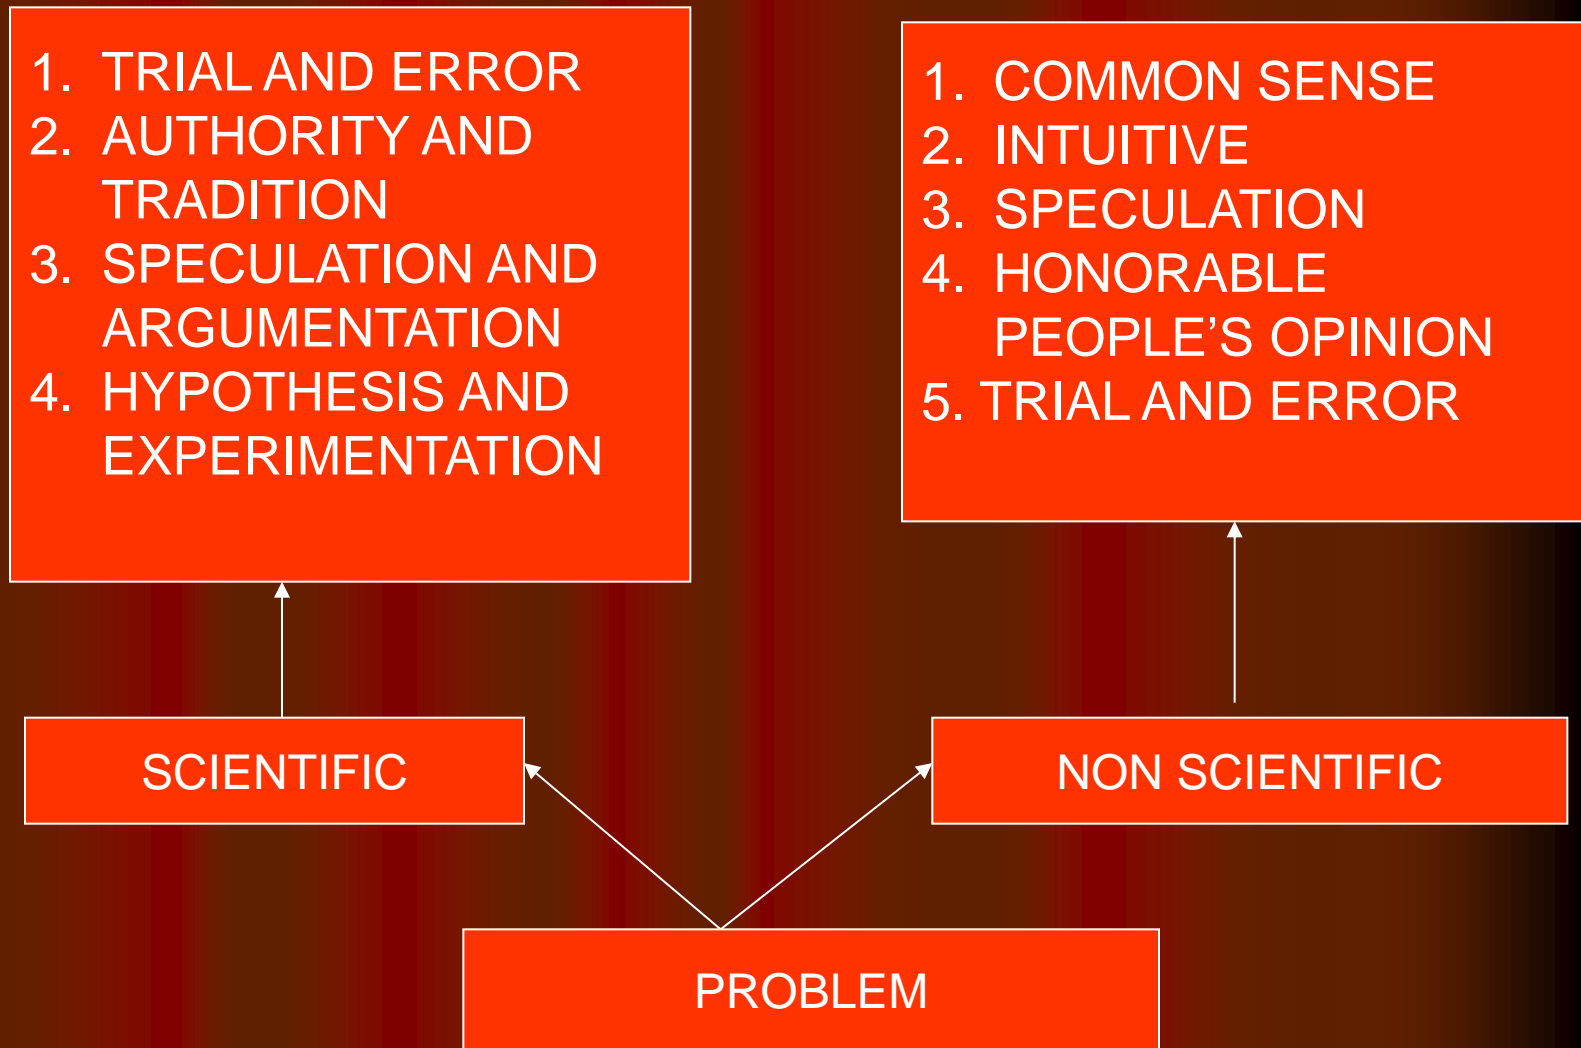 1. TRIAL AND ERROR
2. AUTHORITY AND
TRADITION
3. SPECULATION AND
ARGUMENTATION
4. HYPOTHESIS AND
EXPERIMENTATION
1. COMMON SENSE
2. INTUITIVE
3. SPECULATION
4. HONORABLE
PEOPLE’S OPINION
5. TRIAL AND ERROR
SCIENTIFIC
NON SCIENTIFIC
PROBLEM